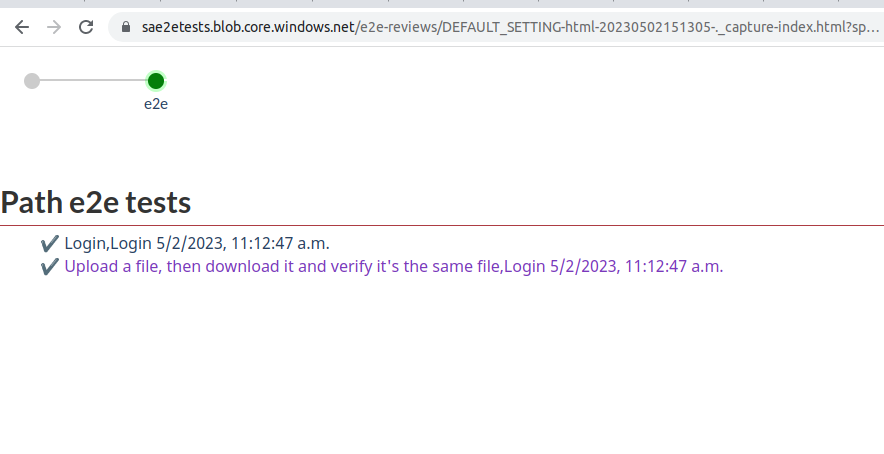 sae2etests.blob.core.windows.net/e2e-reviews/DEFAULT_SETTING-html-20230502151305-._capture-index.html?sp...
e2e
Path e2e tests
✔ Login,Login 5/2/2023, 11:12:47 a.m.
✔ Upload a file, then download it and verify it's the same file,Login 5/2/2023, 11:12:47 a.m.